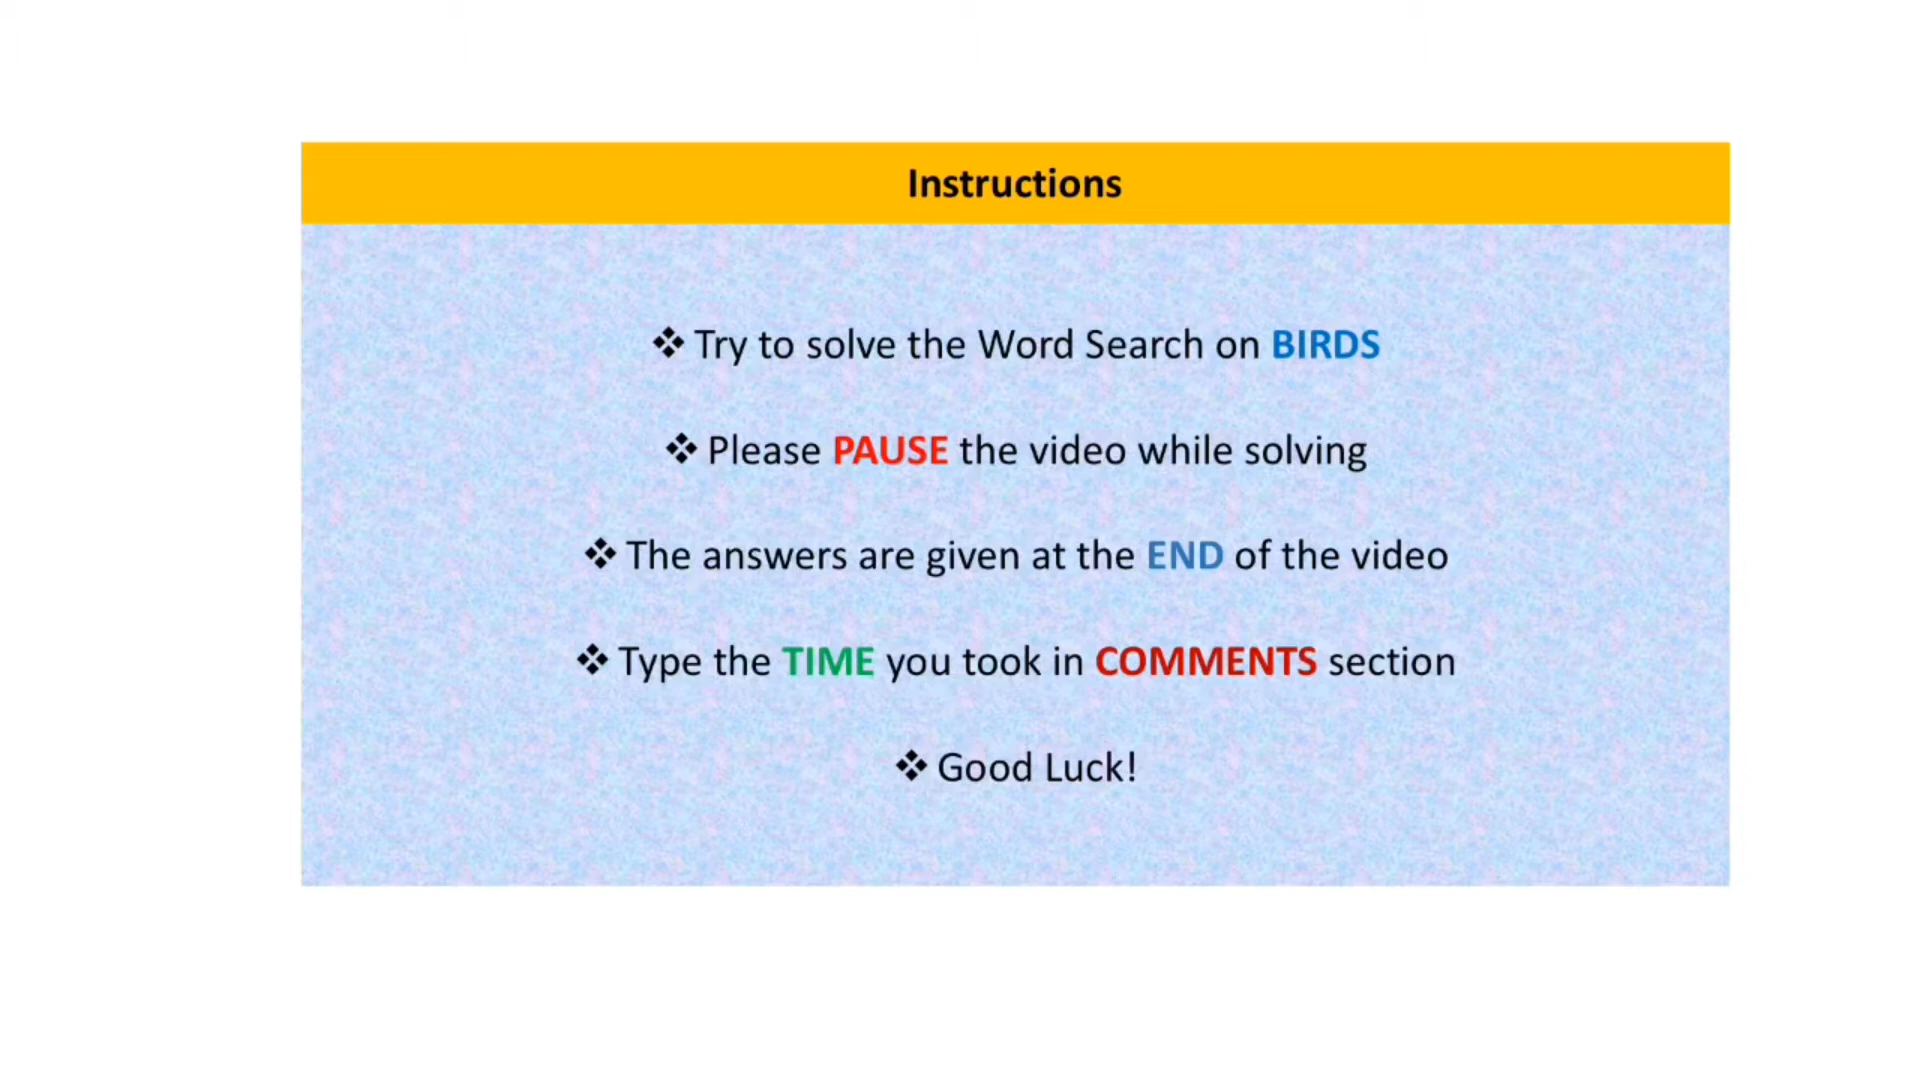 Instructions
❖ Try to solve the Word Search on BIRDS
❖ Please PAUSE the video while solving
❖ The answers are given at the END of the video
❖ Type the TIME you took in COMMENTS section
❖ Good Luck!